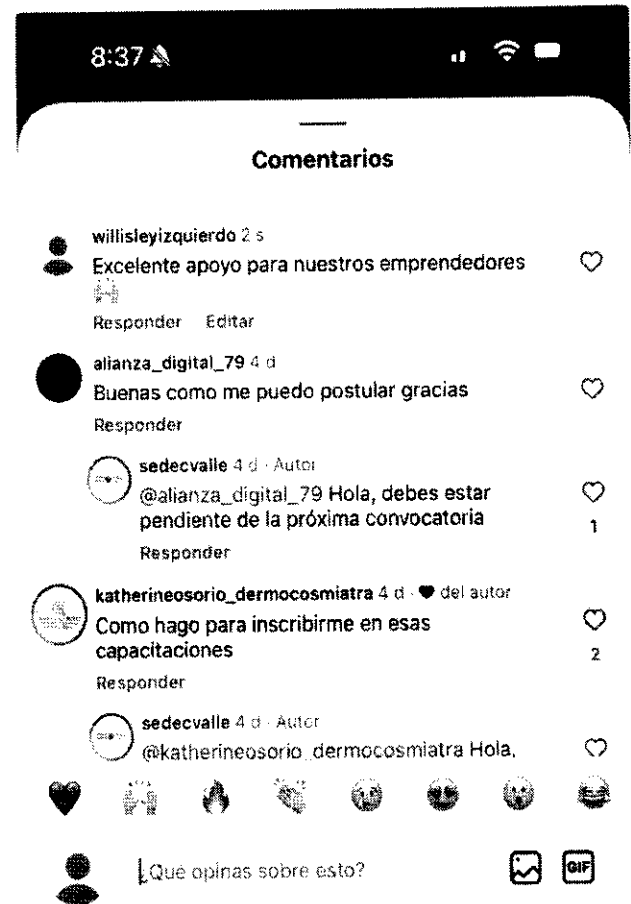 8:37
Comentarios
willisleyizquierdo 2 s
Excelente apoyo para nuestros emprendedores
🙌
Responder Editar
alianza_digital_79 4 d
Buenas como me puedo postular gracias
Responder
sedecvalle 4 d · Autor
@alianza_digital_79 Hola, debes estar
pendiente de la próxima convocatoria
1
Responder
katherineosorio_dermocosmiatra 4 d · ♥ del autor
Como hago para inscribirme en esas
capacitaciones
2
Responder
sedecvalle 4 d · Autor
@katherineosorio_dermocosmiatra Hola,
¿Qué opinas sobre esto?
GIF